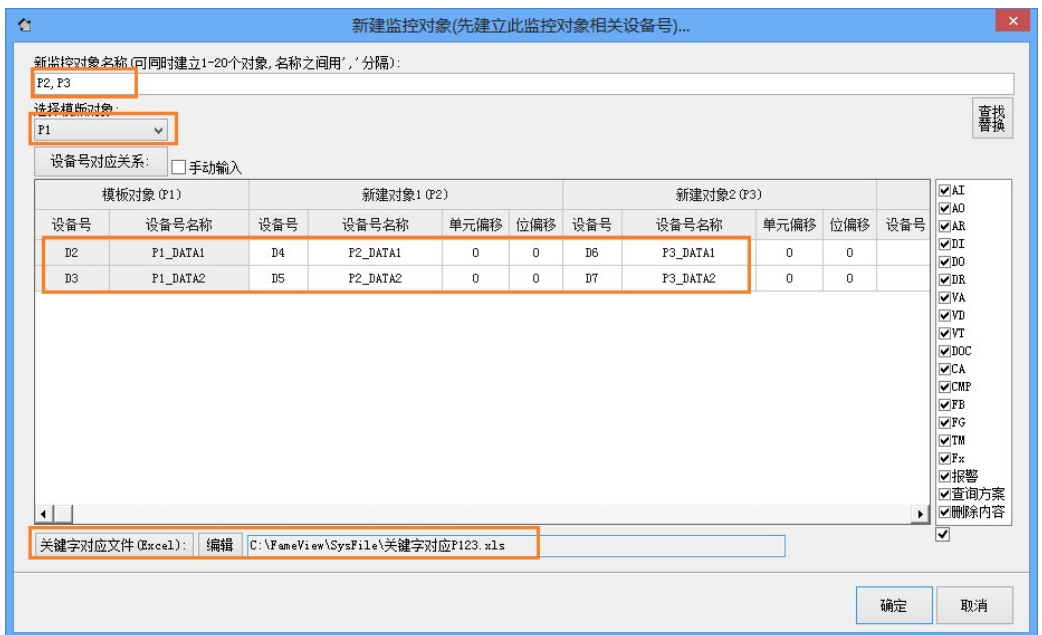 新建监控对象(先建立此监控对象相关设备号)...
新监控对象名称(可同时建立1-20个对象,名称之间用','分隔):
P2,P3
选择模版对象:
查找
替换
P1
设备号对应关系: 手动输入
模板对象(P1) 新建对象1(P2) 新建对象2(P3)
设备号 设备号名称 设备号 设备号名称 单元偏移 位偏移 设备号 设备号名称 单元偏移 位偏移 设备号
D2 P1_DATA1 D4 P2_DATA1 0 0 D6 P3_DATA1 0 0
D3 P1_DATA2 D5 P2_DATA2 0 0 D7 P3_DATA2 0 0
AI
AO
AR
DI
DO
DR
VA
VD
VT
DOC
CA
CMP
FB
FG
TM
Fx
报警
查询方案
删除内容
关键字对应文件(Excel): 编辑 C:\FameView\SysFile\关键字对应P123.xls
确定 取消